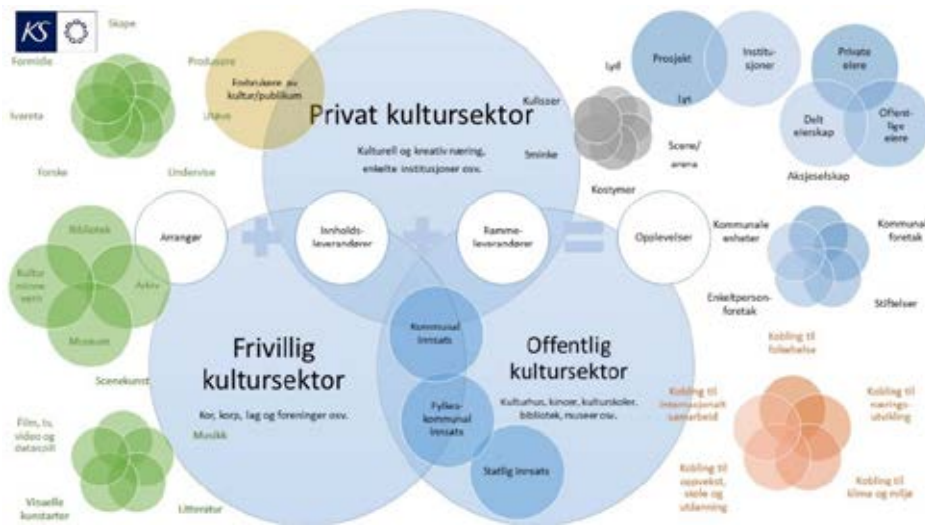 KS
Skape
Formidle
Produsere
Ivareta
Utøve
Forske
Undervise
Forbrukere av
kultur/publikum
Privat kultursektor
Kulturell og kreativ næring,
enkelte institusjoner osv.
Lyd
Kulisser
Lys
Sminke
Scene/
arena
Kostymer
Prosjekt
Institu-
sjoner
Private
eiere
Delt
eierskap
Offent-
lige
eiere
Aksjeselskap
Arrangør
Innholds-
leverandører
Ramme-
leverandører
Opplevelser
Bibliotek
Kultur
minne
vern
Arkiv
Museum
Kommunale
enheter
Kommunal
foretak
Enkeltperson-
foretak
Stiftelser
Frivillig
kultursektor
Kor, korp, lag og foreninger osv.
Kommunal
innsats
Fylkes-
kommunal
innsats
Statlig innsats
Offentlig
kultursektor
Kulturhus, kinoer, kulturskoler,
bibliotek, museer osv.
Scenekunst
Film, tv,
video og
dataspill
Musikk
Visuelle
kunstarter
Litteratur
Kobling til
folkehelse
Kobling til
internasjonalt
samarbeid
Kobling til
nærings-
utvikling
Kobling til
oppvekst,
skole og
utdanning
Kobling til
klima og miljø